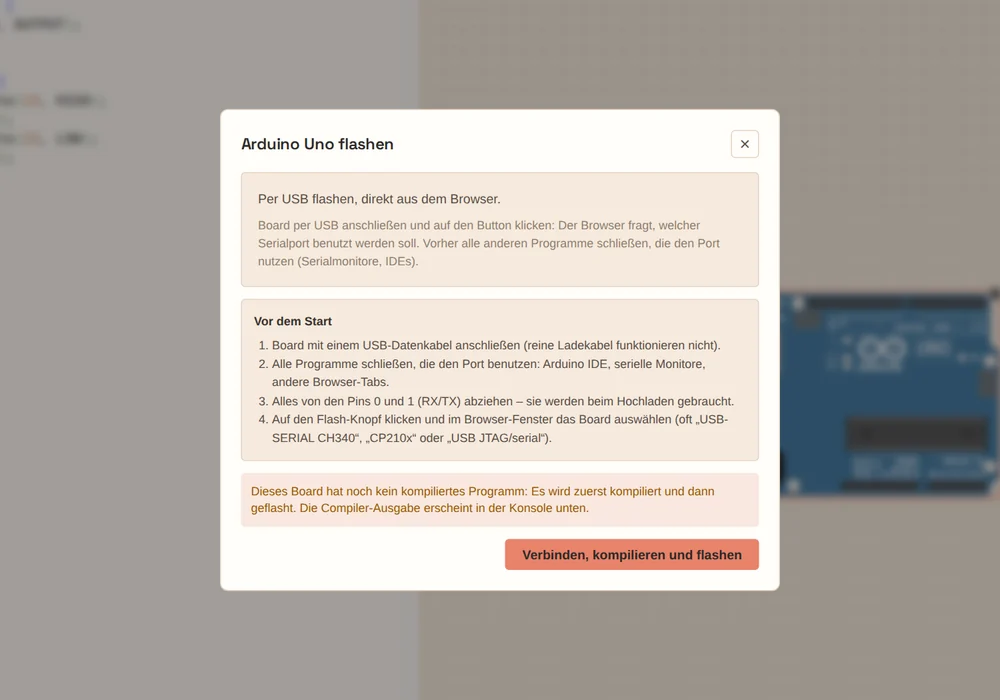 OUTPUT
Arduino Uno flashen
×
Per USB flashen, direkt aus dem Browser.
Board per USB anschließen und auf den Button klicken: Der Browser fragt, welcher
Serialport benutzt werden soll. Vorher alle anderen Programme schließen, die den Port
nutzen (Serialmonitore, IDEs).
Vor dem Start
1. Board mit einem USB-Datenkabel anschließen (reine Ladekabel funktionieren nicht).
2. Alle Programme schließen, die den Port benutzen: Arduino IDE, serielle Monitore,
andere Browser-Tabs.
3. Alles von den Pins 0 und 1 (RX/TX) abziehen – sie werden beim Hochladen gebraucht.
4. Auf den Flash-Knopf klicken und im Browser-Fenster das Board auswählen (oft „USB-
SERIAL CH340“, „CP210x“ oder „USB JTAG/serial“).
Dieses Board hat noch kein kompiliertes Programm: Es wird zuerst kompiliert und dann
geflasht. Die Compiler-Ausgabe erscheint in der Konsole unten.
Verbinden, kompilieren und flashen